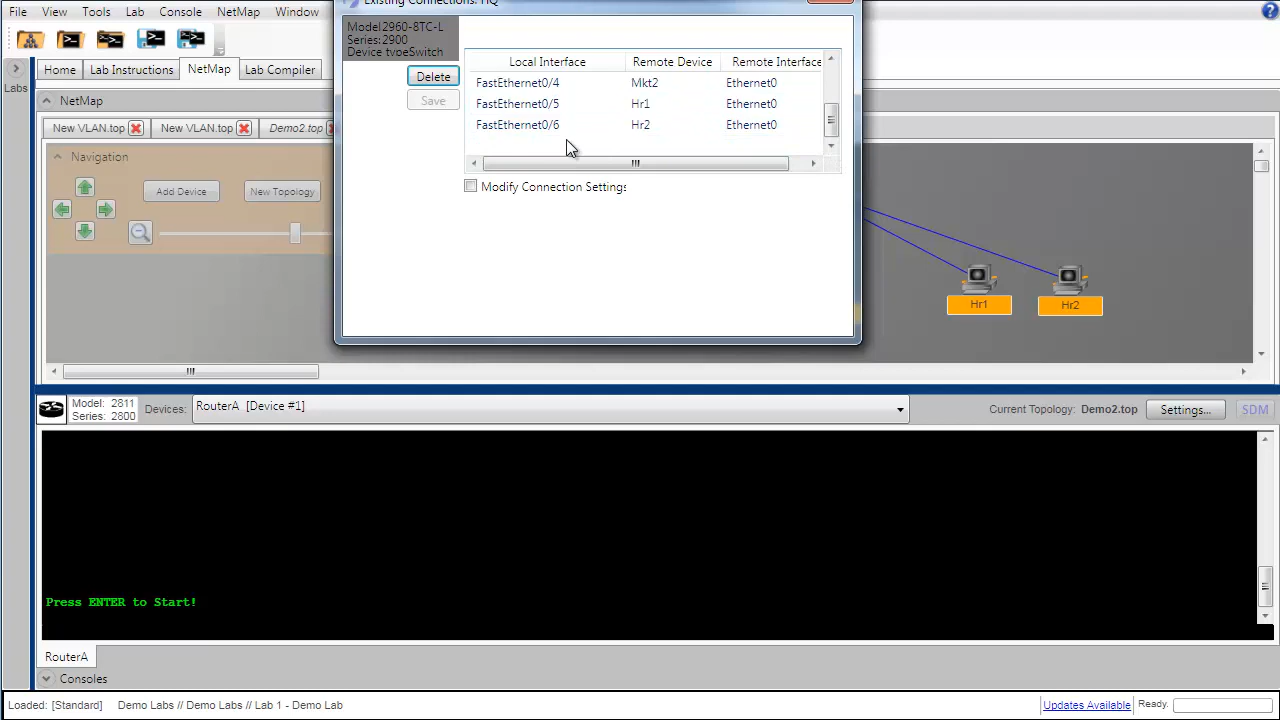 File View Tools Lab Console NetMap Window
Existing Connections: HQ
Model2960-8TC-L
Series:2900
Device typeSwitch
Delete
Save
Local Interface Remote Device Remote Interface
FastEthernet0/4 Mkt2 Ethernet0
FastEthernet0/5 Hr1 Ethernet0
FastEthernet0/6 Hr2 Ethernet0
Modify Connection Settings
Home Lab Instructions NetMap Lab Compiler
Labs
NetMap
New VLAN.top New VLAN.top Demo2.top
Navigation
Add Device New Topology
Hr1 Hr2
Model: 2811
Series: 2800
Devices: RouterA [Device #1]
Current Topology: Demo2.top Settings... SDM
Press ENTER to Start!
RouterA
Consoles
Loaded: [Standard] Demo Labs // Demo Labs // Lab 1 - Demo Lab Updates Available Ready.